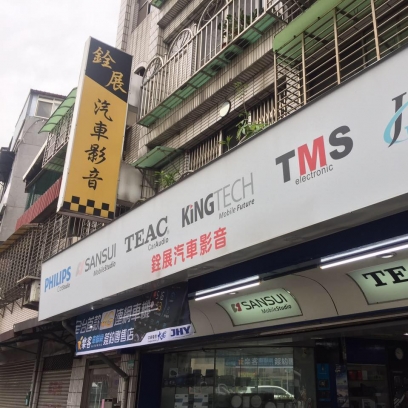 銓展
汽車影音
PHILIPS
SANSUI
MobileStudio
TEAC
CarAudio
KiNGTECH
Mobile Future
TMS
electronic
銓展汽車影音
JHY
SANSUI
MobileStudio
TEAC